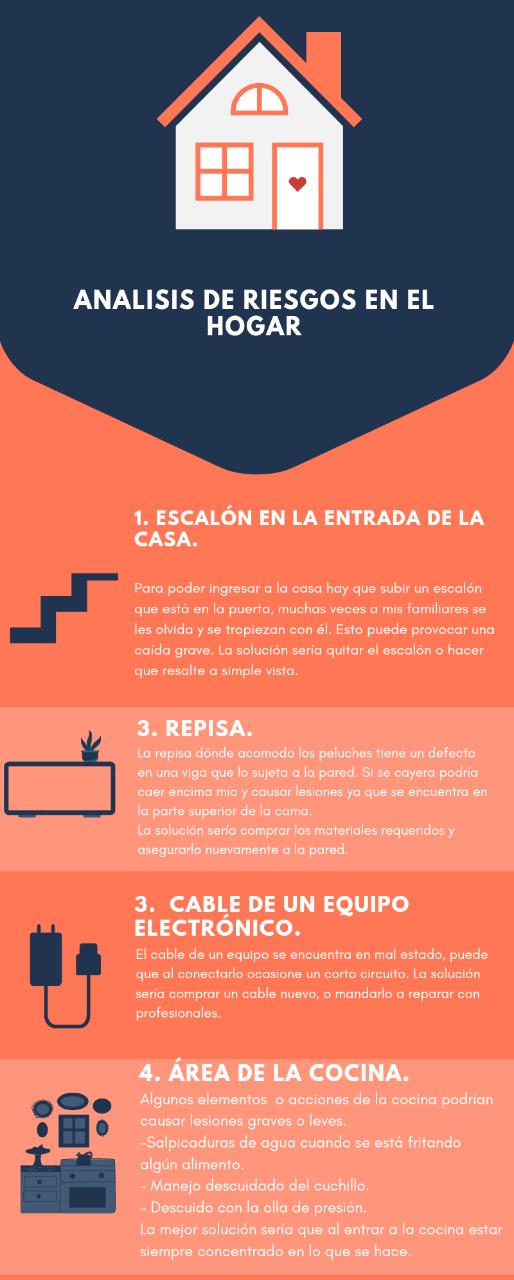 ANALISIS DE RIESGOS EN EL
HOGAR
1. ESCALÓN EN LA ENTRADA DE LA
CASA.
Para poder ingresar a la casa hay que subir un escalón
que está en la puerta, muchas veces a mis familiares se
les olvida y se tropiezan con él. Esto puede provocar una
caída grave. La solución sería quitar el escalón o hacer
que resalte a simple vista.
3. REPISA.
La repisa dónde acomodo los peluches tiene un defecto
en una viga que lo sujeta a la pared. Si se cayera podría
caer encima mío y causar lesiones ya que se encuentra en
la parte superior de la cama.
La solución sería comprar los materiales requeridos y
asegurarlo nuevamente a la pared.
3. CABLE DE UN EQUIPO
ELECTRÓNICO.
El cable de un equipo se encuentra en mal estado, puede
que al conectarlo ocasione un corto circuito. La solución
sería comprar un cable nuevo, o mandarlo a reparar con
profesionales.
4. ÁREA DE LA COCINA.
Algunos elementos o acciones de la cocina podrían
causar lesiones graves o leves.
-Salpicaduras de agua cuando se está fritando
algún alimento.
- Manejo descuidado del cuchillo.
- Descuido con la olla de presión.
La mejor solución sería que al entrar a la cocina estar
siempre concentrado en lo que se hace.